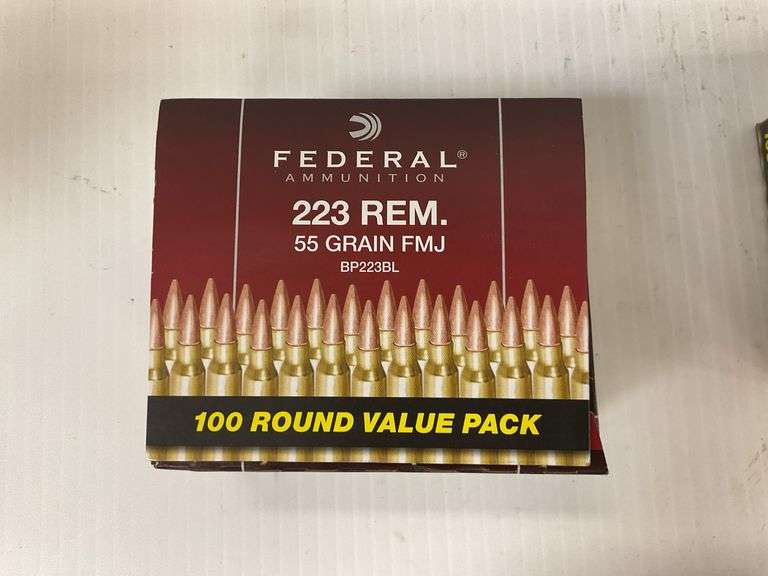 FEDERAL®
AMMUNITION
223 REM.
55 GRAIN FMJ
BP223BL
100 ROUND VALUE PACK